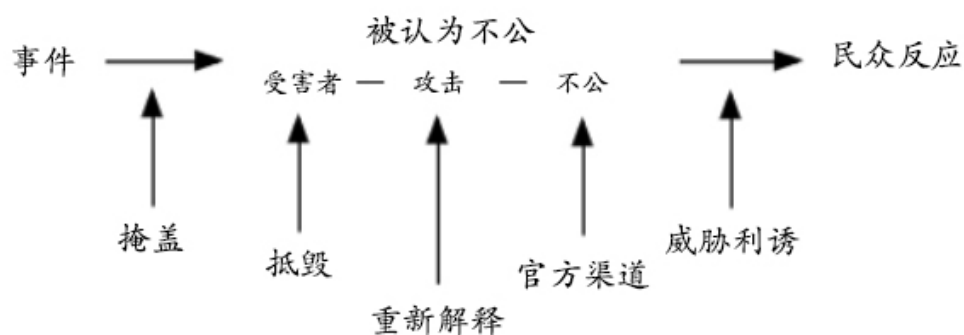 被认为不公
事件
民众反应
受害者 — 攻击 — 不公
掩盖
抵毁
重新解释
官方渠道
威胁利诱